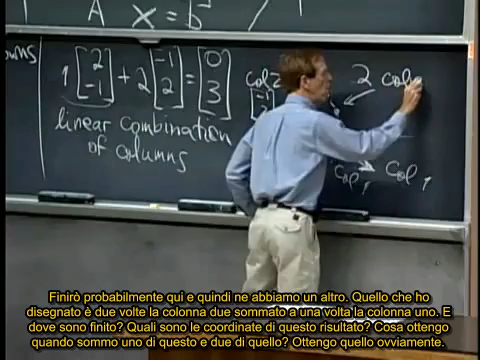 A x = b
1 [2 -1] + 2 [-1 2] = [0 3]
col 2
[-1
2 col
linear combination
of columns
col 1
col 1
Finirò probabilmente qui e quindi ne abbiamo un altro. Quello che ho
disegnato è due volte la colonna due sommato a una volta la colonna uno. E
dove sono finito? Quali sono le coordinate di questo risultato? Cosa ottengo
quando sommo uno di questo e due di quello? Ottengo quello ovviamente.